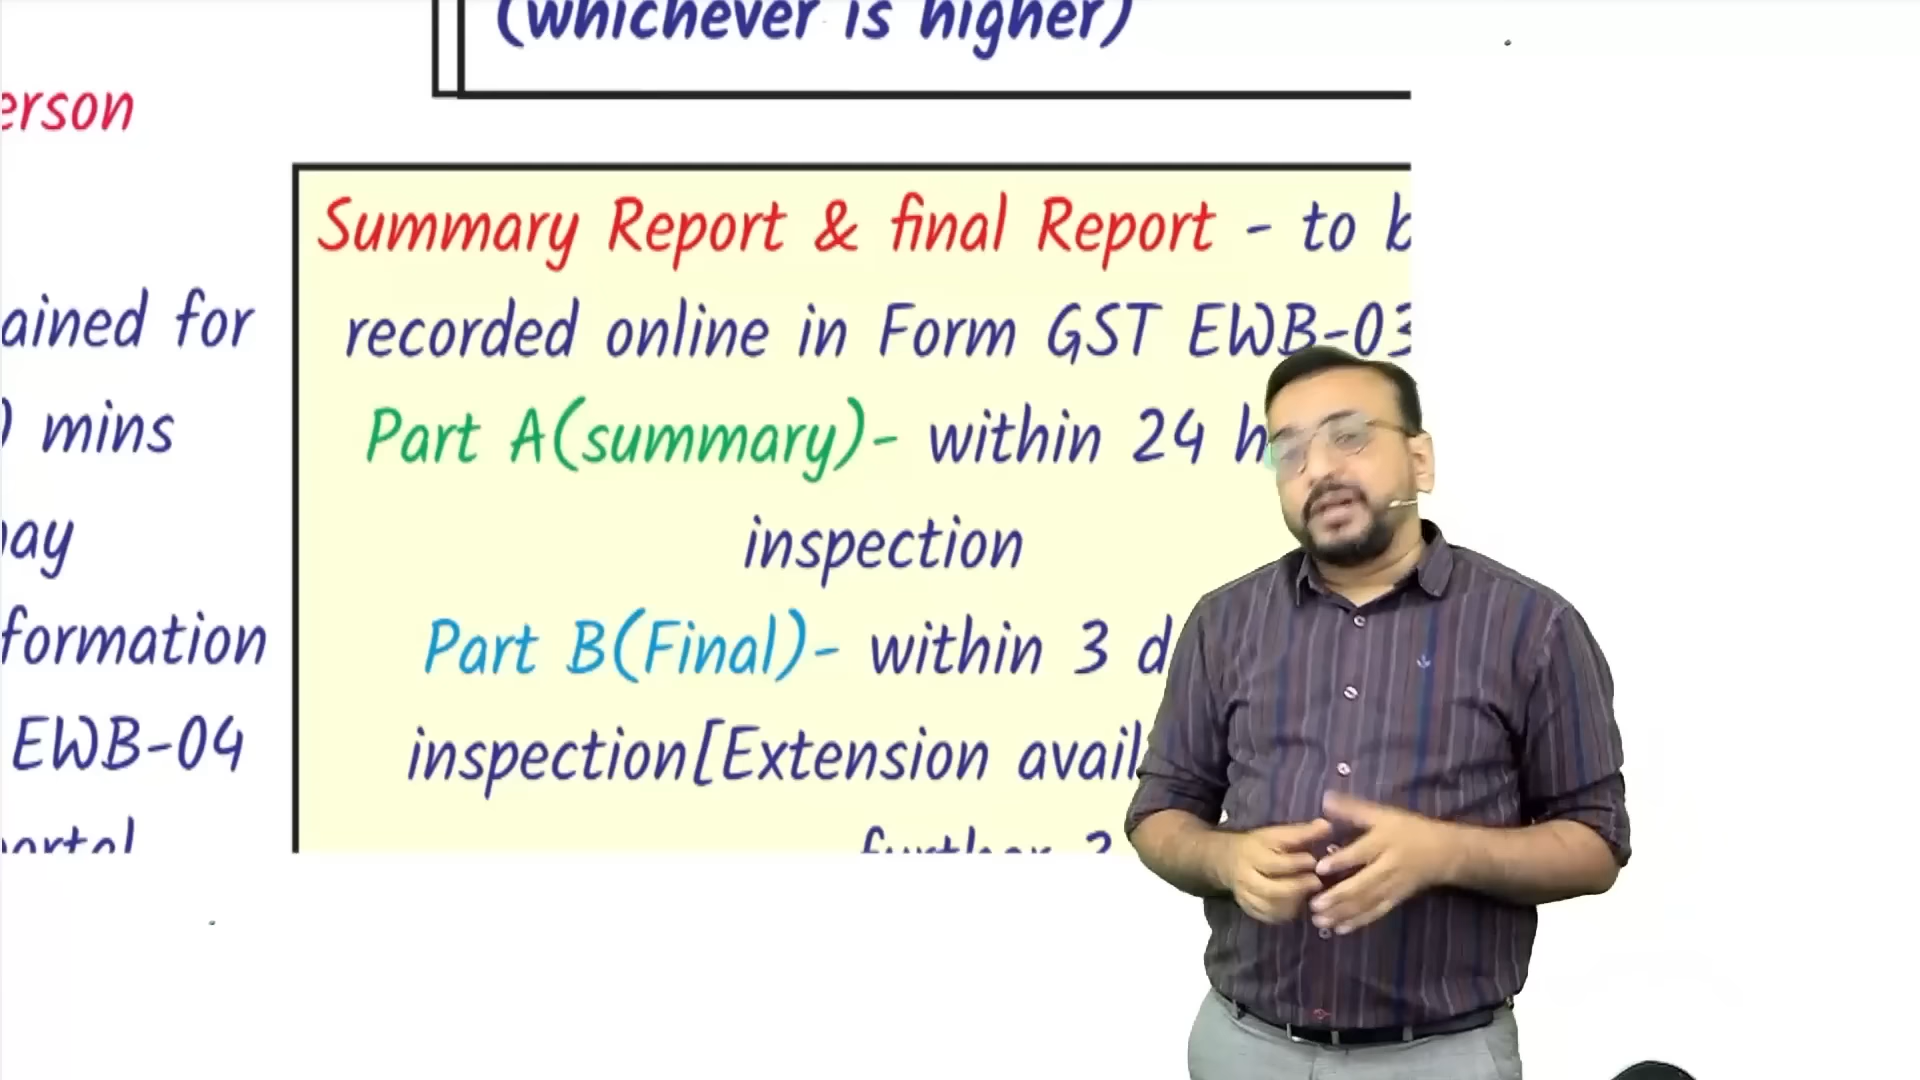 (whichever is higher)
erson
ained for
mins
ay
formation
EWB-04
Summary Report & final Report - to
recorded online in Form GST EWB-03
Part A(summary)- within 24
inspection
Part B(Final)- within 3
inspection[Extension avail
further